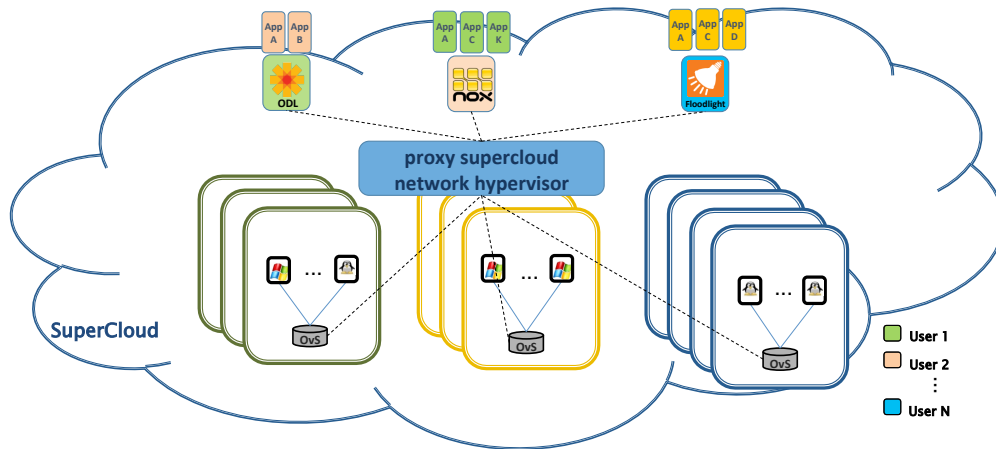 App A
App B
App A
App C
App K
App A
App C
App D
ODL
nox
Floodlight
proxy supercloud
network hypervisor
...
...
...
OvS
OvS
OvS
SuperCloud
User 1
User 2
...
User N